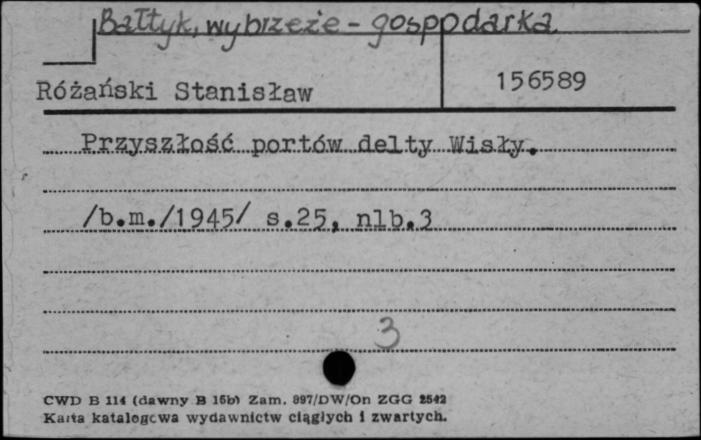 Bałtyk, wybrzeże - gospodarka
Różański Stanisław 156589
Przyszłość portów delty Wisły.
/b.m./1945/ s.25, nlb.3
3
CWD B 114 (dawny B 15b) Zam. 897/DW/On ZGG 2542
Karta katalogowa wydawnictw ciągłych i zwartych.